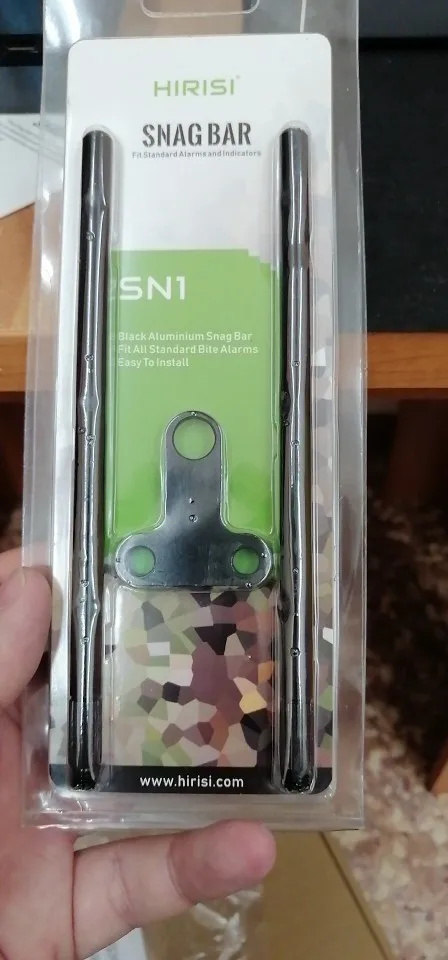 HIRISI®
SNAG BAR
Fit Standard Alarms and Indicators
SN1
Black Aluminium Snag Bar
Fit All Standard Bite Alarms
Easy To Install
www.hirisi.com